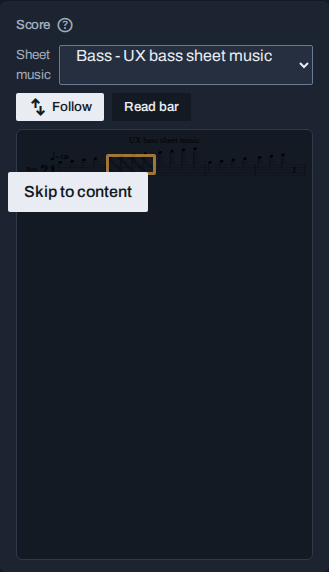 Score ?
Sheet music
Bass - UX bass sheet music
Follow
Read bar
UX bass sheet music
Skip to content